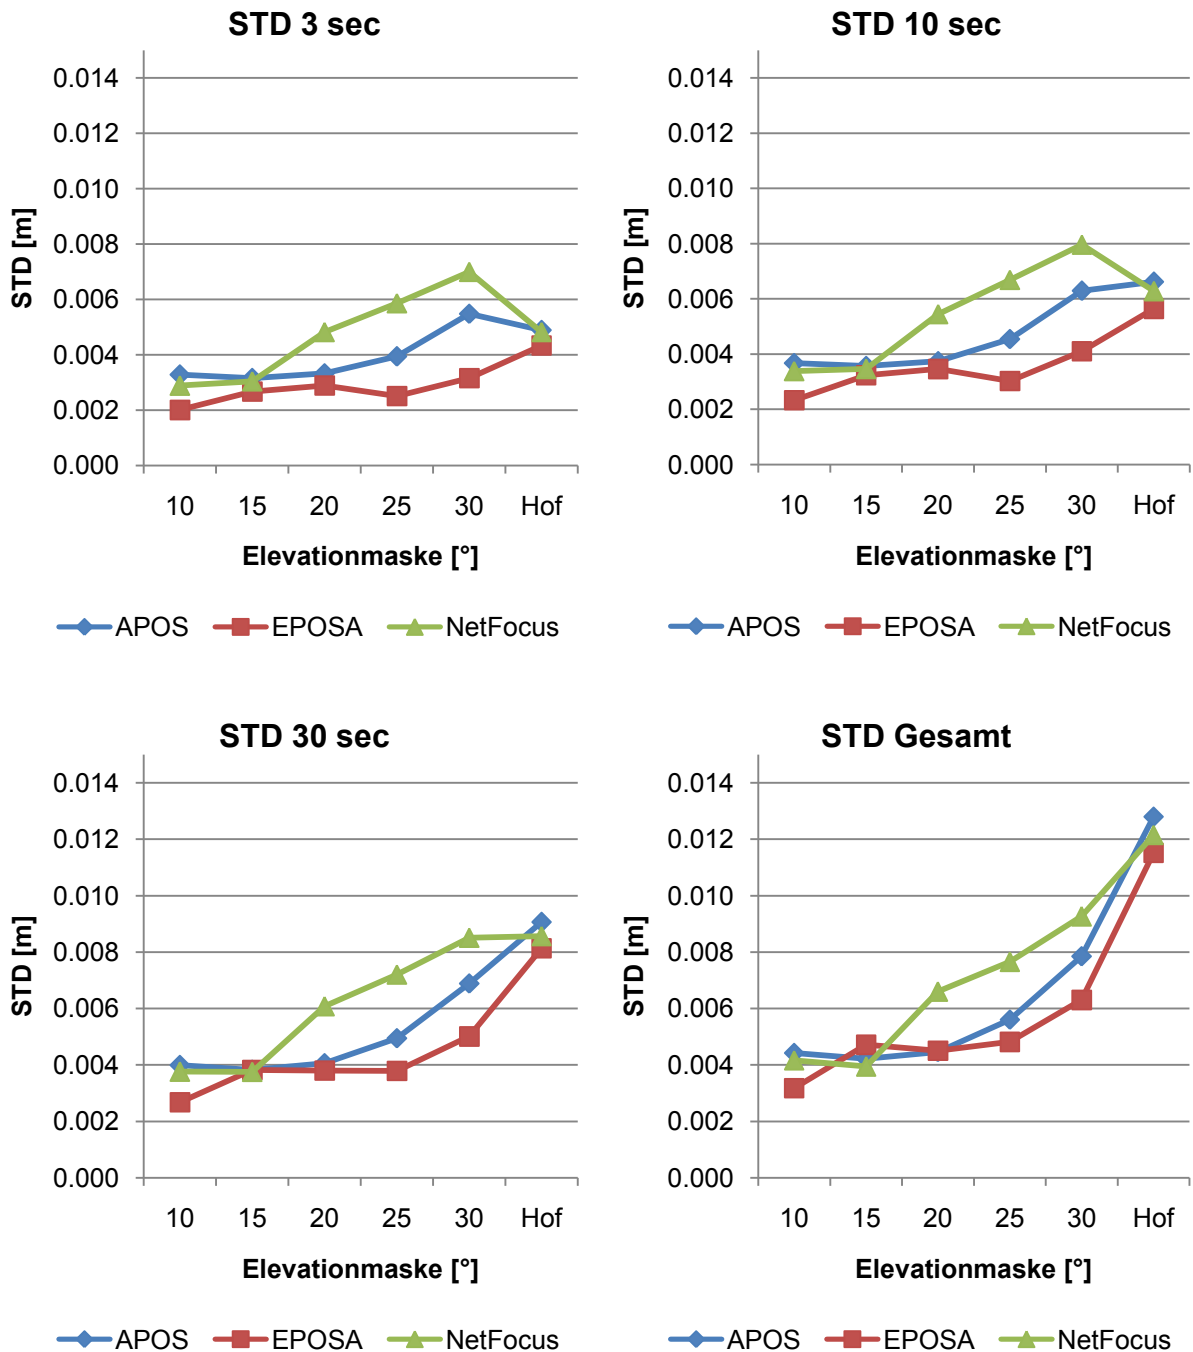 STD 3 sec
0.014
0.012
0.010
0.008
0.006
0.004
0.002
0.000
STD [m]
10 15 20 25 30 Hof
Elevationmaske [°]
APOS EPOSA NetFocus
STD 10 sec
0.014
0.012
0.010
0.008
0.006
0.004
0.002
0.000
STD [m]
10 15 20 25 30 Hof
Elevationmaske [°]
APOS EPOSA NetFocus
STD 30 sec
0.014
0.012
0.010
0.008
0.006
0.004
0.002
0.000
STD [m]
10 15 20 25 30 Hof
Elevationmaske [°]
APOS EPOSA NetFocus
STD Gesamt
0.014
0.012
0.010
0.008
0.006
0.004
0.002
0.000
STD [m]
10 15 20 25 30 Hof
Elevationmaske [°]
APOS EPOSA NetFocus